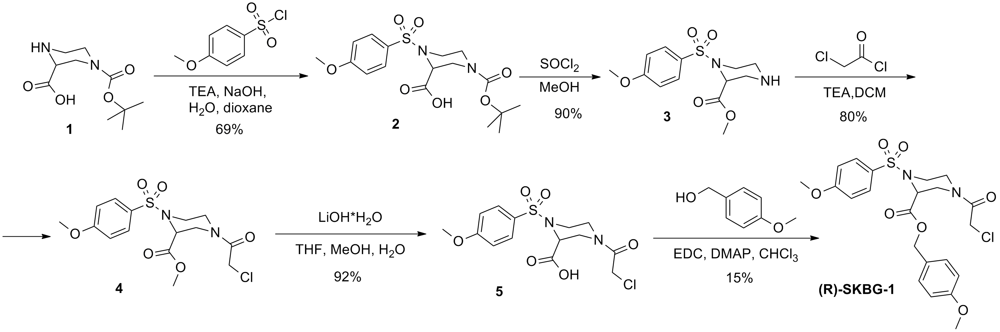 HN
N
O
O
OH
O
1
O
S
Cl
O
O
TEA, NaOH,
H₂O, dioxane
69%
O
O
S
N
O
N
O
O
OH
O
2
SOCl₂
MeOH
90%
O
O
S
N
O
NH
O
O
3
O
Cl
Cl
TEA,DCM
80%
O
O
S
N
O
N
O
O
O
Cl
4
LiOH*H₂O
THF, MeOH, H₂O
92%
O
O
S
N
O
N
O
O
OH
Cl
5
HO
O
EDC, DMAP, CHCl₃
15%
O
O
S
N
O
N
O
O
O
Cl
O
(R)-SKBG-1